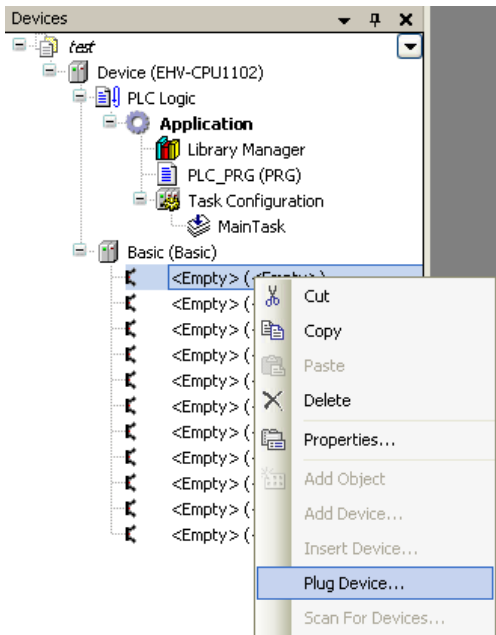 Devices
test
Device (EHV-CPU1102)
PLC Logic
Application
Library Manager
PLC_PRG (PRG)
Task Configuration
MainTask
Basic (Basic)
<Empty> (<Empty>)
<Empty> (
<Empty> (
<Empty> (
<Empty> (
<Empty> (
<Empty> (
<Empty> (
<Empty> (
<Empty> (
<Empty> (
Cut
Copy
Paste
Delete
Properties...
Add Object
Add Device...
Insert Device...
Plug Device...
Scan For Devices...